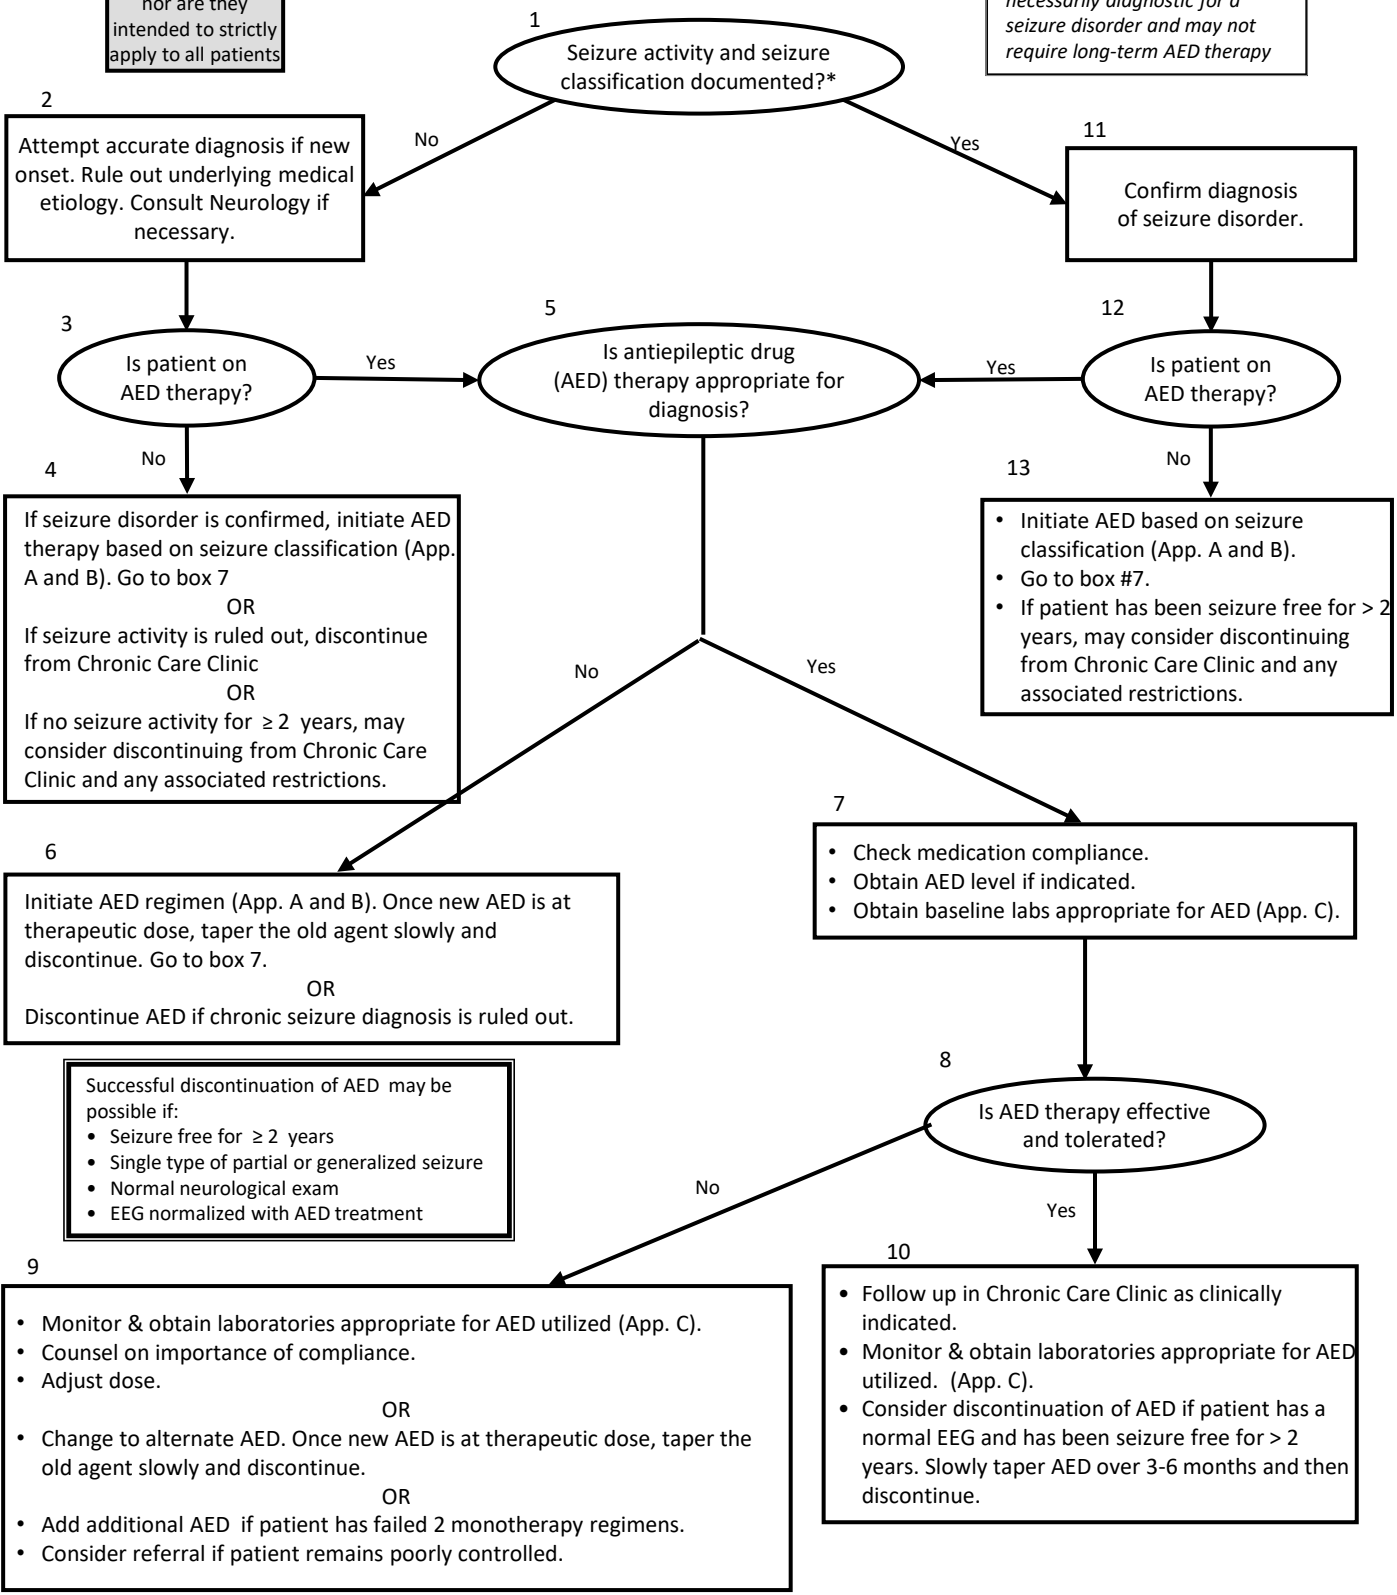 nor are they
intended to strictly
apply to all patients
necessarily diagnostic for a
seizure disorder and may not
require long-term AED therapy
1
Seizure activity and seizure
classification documented?*
No
Yes
2
Attempt accurate diagnosis if new
onset. Rule out underlying medical
etiology. Consult Neurology if
necessary.
11
Confirm diagnosis
of seizure disorder.
3
Is patient on
AED therapy?
Yes
5
Is antiepileptic drug
(AED) therapy appropriate for
diagnosis?
Yes
12
Is patient on
AED therapy?
No
No
4
If seizure disorder is confirmed, initiate AED
therapy based on seizure classification (App.
A and B). Go to box 7
OR
If seizure activity is ruled out, discontinue
from Chronic Care Clinic
OR
If no seizure activity for ≥ 2 years, may
consider discontinuing from Chronic Care
Clinic and any associated restrictions.
13
• Initiate AED based on seizure
classification (App. A and B).
• Go to box #7.
• If patient has been seizure free for > 2
years, may consider discontinuing
from Chronic Care Clinic and any
associated restrictions.
No
Yes
6
Initiate AED regimen (App. A and B). Once new AED is at
therapeutic dose, taper the old agent slowly and
discontinue. Go to box 7.
OR
Discontinue AED if chronic seizure diagnosis is ruled out.
7
• Check medication compliance.
• Obtain AED level if indicated.
• Obtain baseline labs appropriate for AED (App. C).
Successful discontinuation of AED may be
possible if:
• Seizure free for ≥ 2 years
• Single type of partial or generalized seizure
• Normal neurological exam
• EEG normalized with AED treatment
8
Is AED therapy effective
and tolerated?
No
Yes
9
• Monitor & obtain laboratories appropriate for AED utilized (App. C).
• Counsel on importance of compliance.
• Adjust dose.
OR
• Change to alternate AED. Once new AED is at therapeutic dose, taper the
old agent slowly and discontinue.
OR
• Add additional AED if patient has failed 2 monotherapy regimens.
• Consider referral if patient remains poorly controlled.
10
• Follow up in Chronic Care Clinic as clinically
indicated.
• Monitor & obtain laboratories appropriate for AED
utilized. (App. C).
• Consider discontinuation of AED if patient has a
normal EEG and has been seizure free for > 2
years. Slowly taper AED over 3-6 months and then
discontinue.